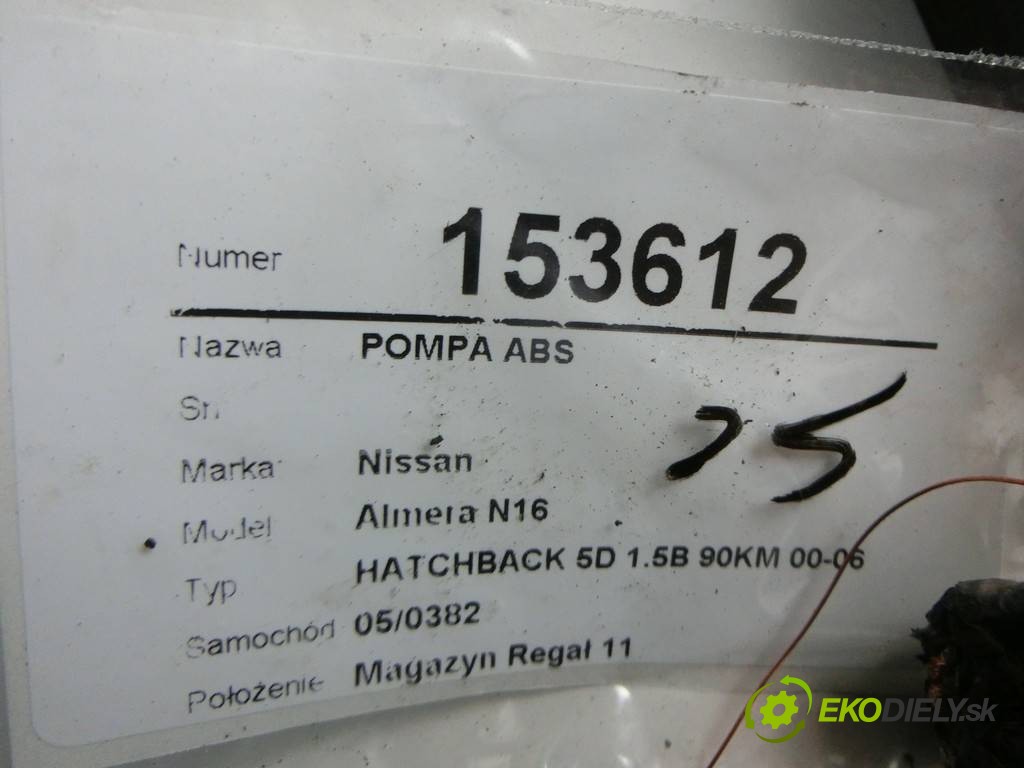 Numer 153612
Nazwa POMPA ABS
Sn.
Marka Nissan
Model Almera N16
Typ HATCHBACK 5D 1.5B 90KM 00-06
Samochód 05/0382
Położenie Magazyn Regał 11
EKODIELY.sk